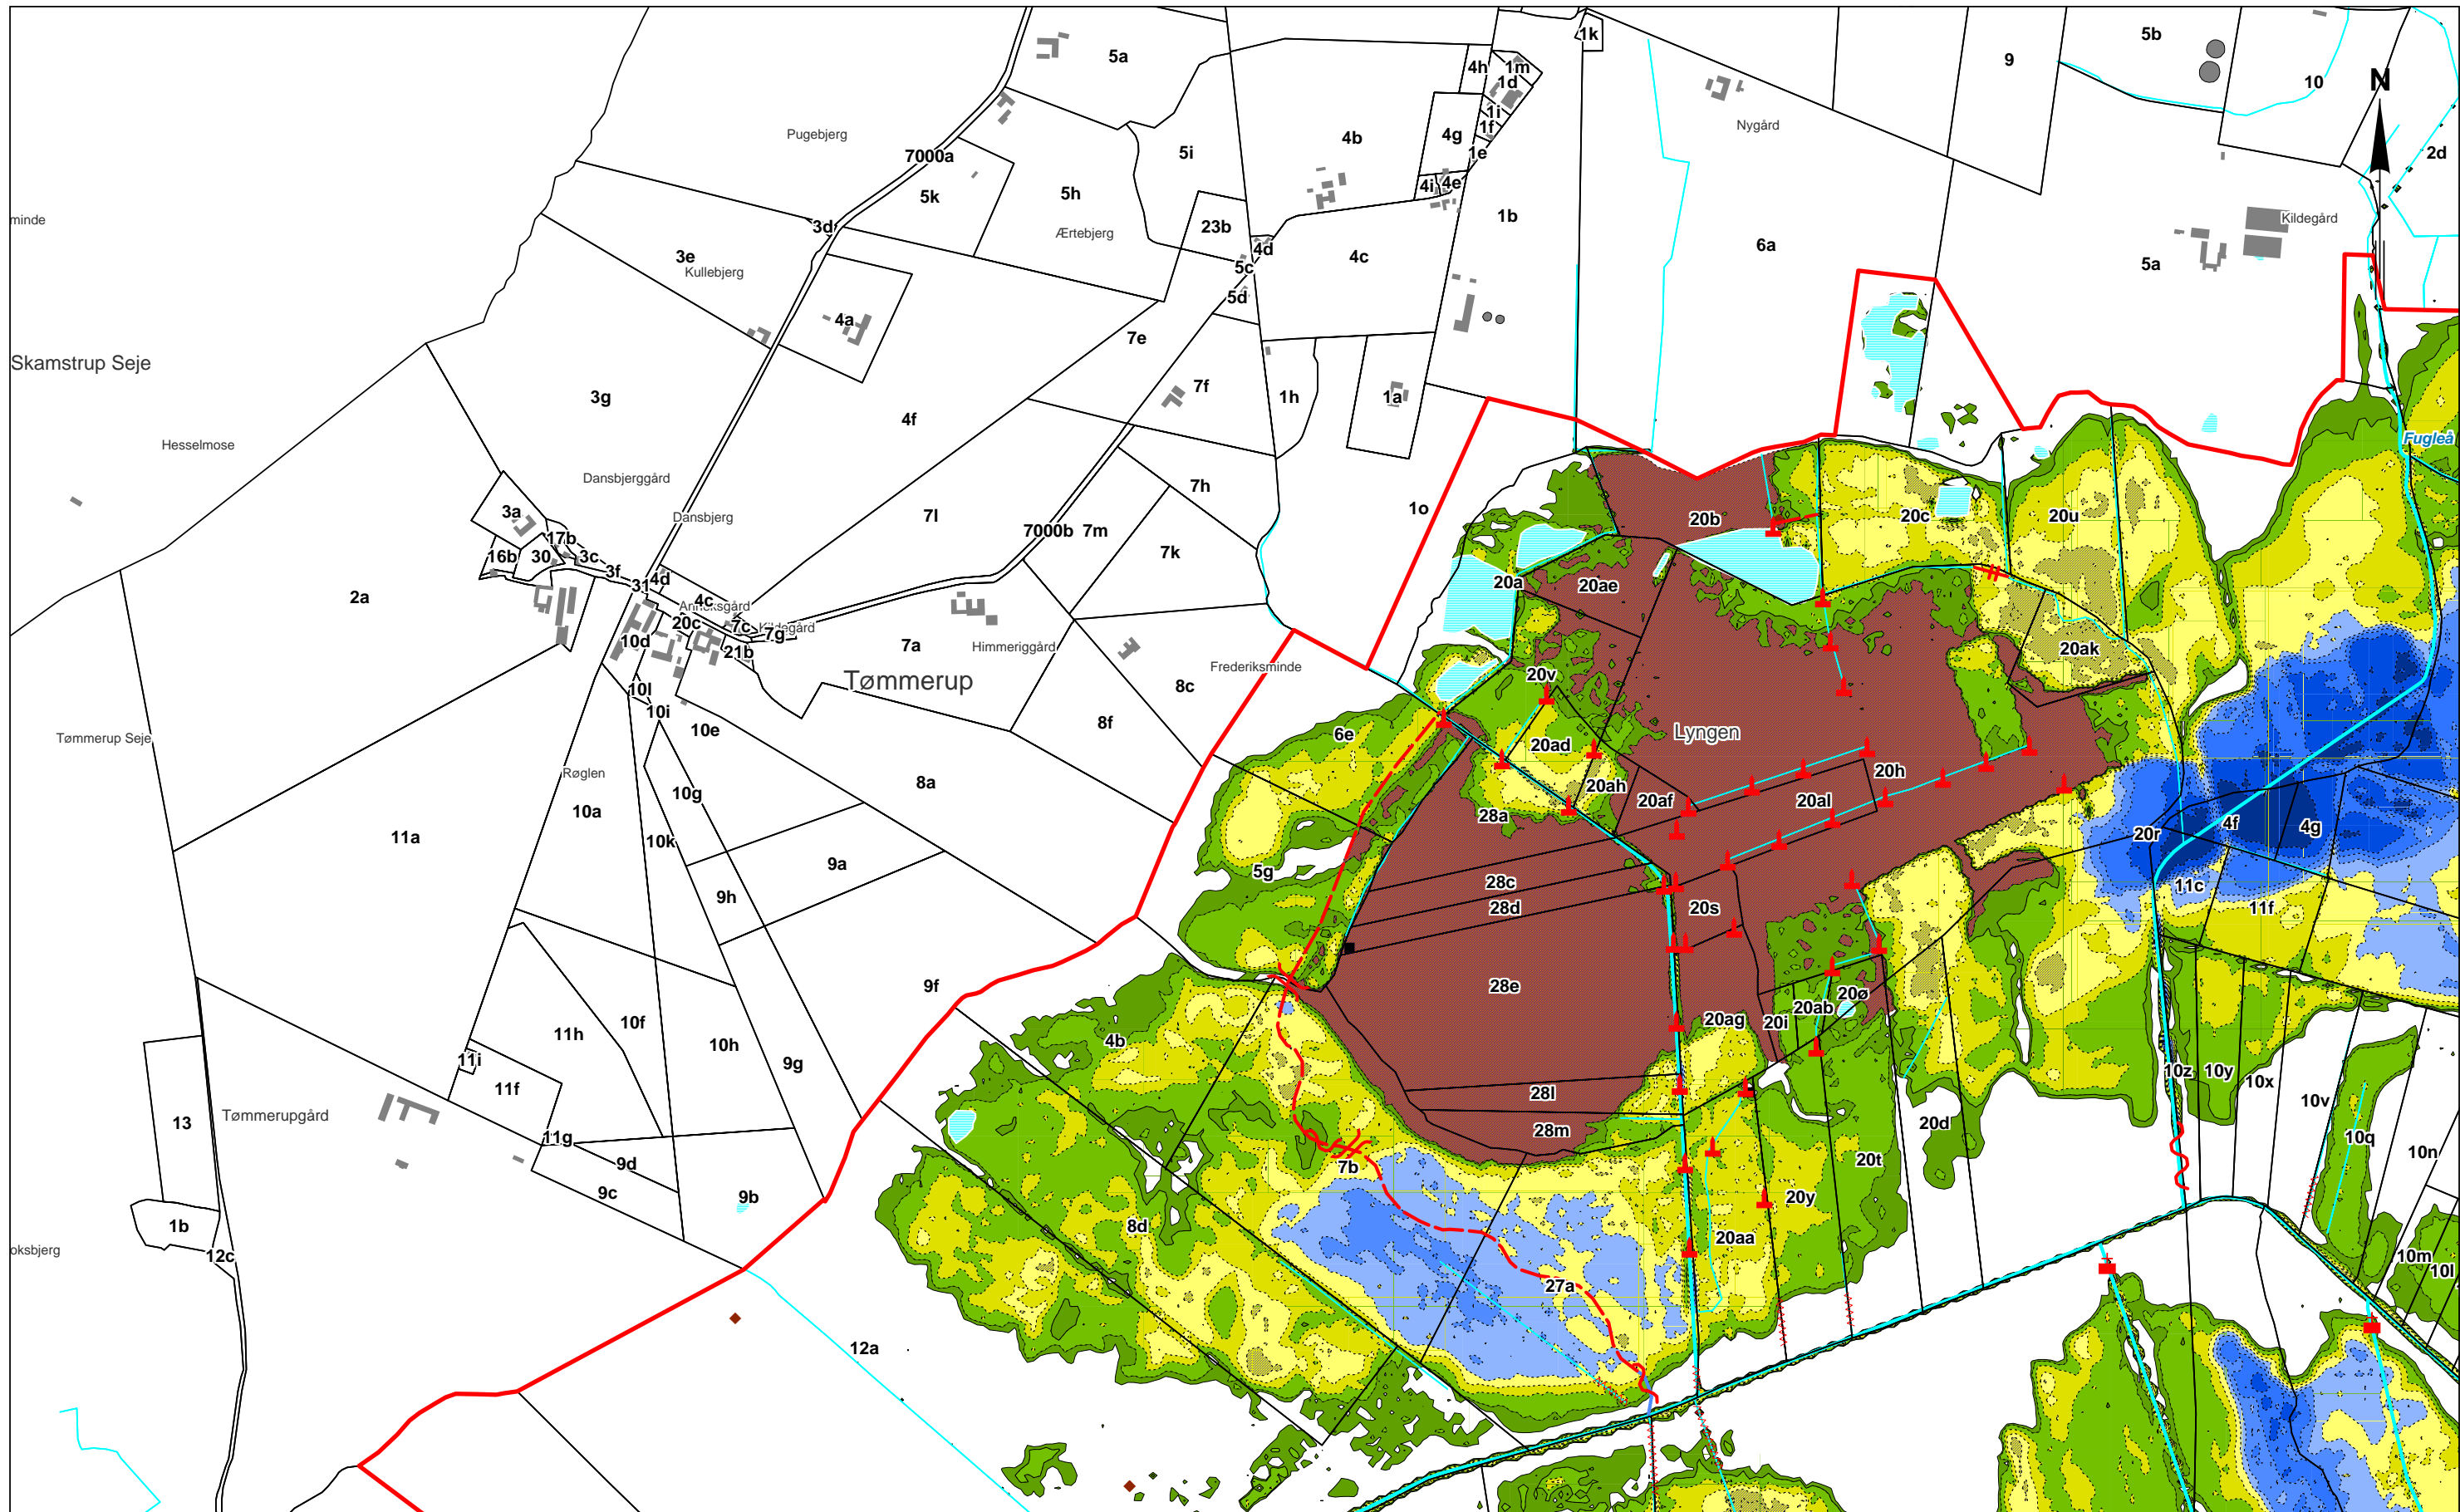 5a
1k
5b
9
10
N
4h
1m
1d
1i
1f
1e
Pugebjerg
7000a
5i
4b
4g
Nygård
2d
5k
5h
4i
4e
minde
3d
23b
1b
Kildegård
3e
Kullebjerg
Ærtebjerg
4d
5c
4c
6a
5a
5d
4a
7e
Skamstrup Seje
3g
4f
7f
1h
1a
Hesselmose
Fugleå
Dansbjerggård
7h
3a
Dansbjerg
7l
7000b
7m
1o
20b
20c
20u
17b
16b
30
3c
3f
7k
31
4d
20a
20ae
2a
4c
Anneksgård
20c
7c
Kildegård
7g
10d
21b
7a
Himmeriggård
20ak
Tømmerup
Frederiksminde
20v
10l
8c
10i
10e
8f
6e
Lyngen
Tømmerup Seje
20ad
Røglen
8a
20h
20ah
20af
20al
10g
10a
28a
4f
4g
11a
10k
9a
20r
5g
28c
11c
9h
28d
20s
11f
9f
28e
20ø
20ab
20ag
20i
11h
10f
10h
4b
11i
9g
10z
10y
10x
11f
28l
10v
13
Tømmerupgård
20d
28m
11g
10q
10n
9d
7b
20t
9c
9b
20y
1b
8d
20aa
oksbjerg
12c
10m
10l
27a
12a